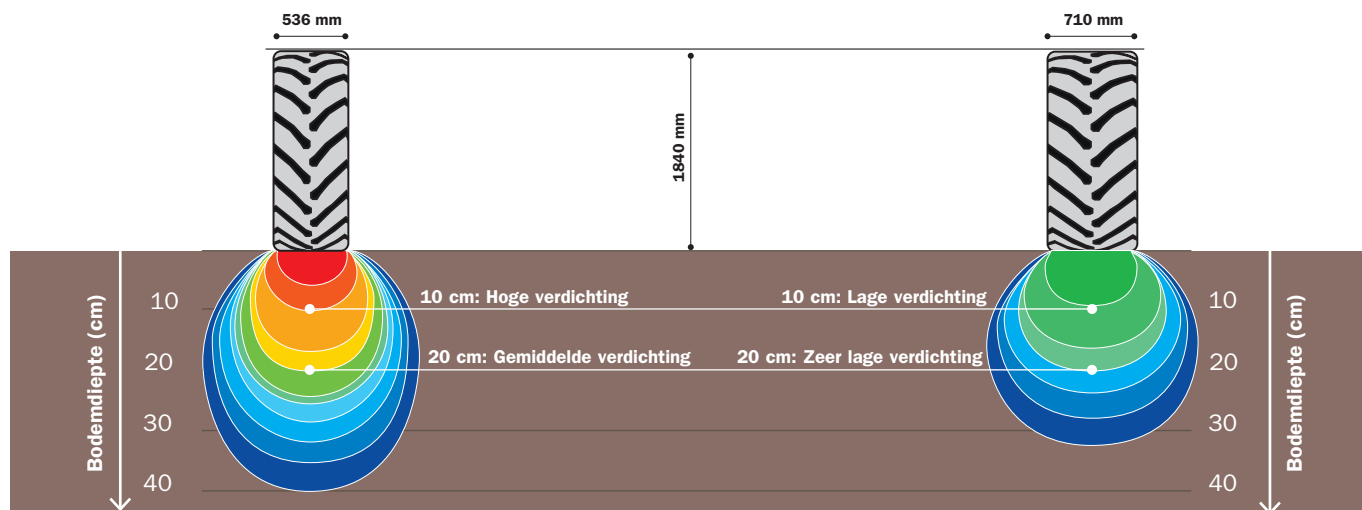 536 mm
710 mm
1840 mm
Bodemdiepte (cm)
10
20
30
40
10 cm: Hoge verdichting
20 cm: Gemiddelde verdichting
10 cm: Lage verdichting
20 cm: Zeer lage verdichting
10
20
30
40
Bodemdiepte (cm)